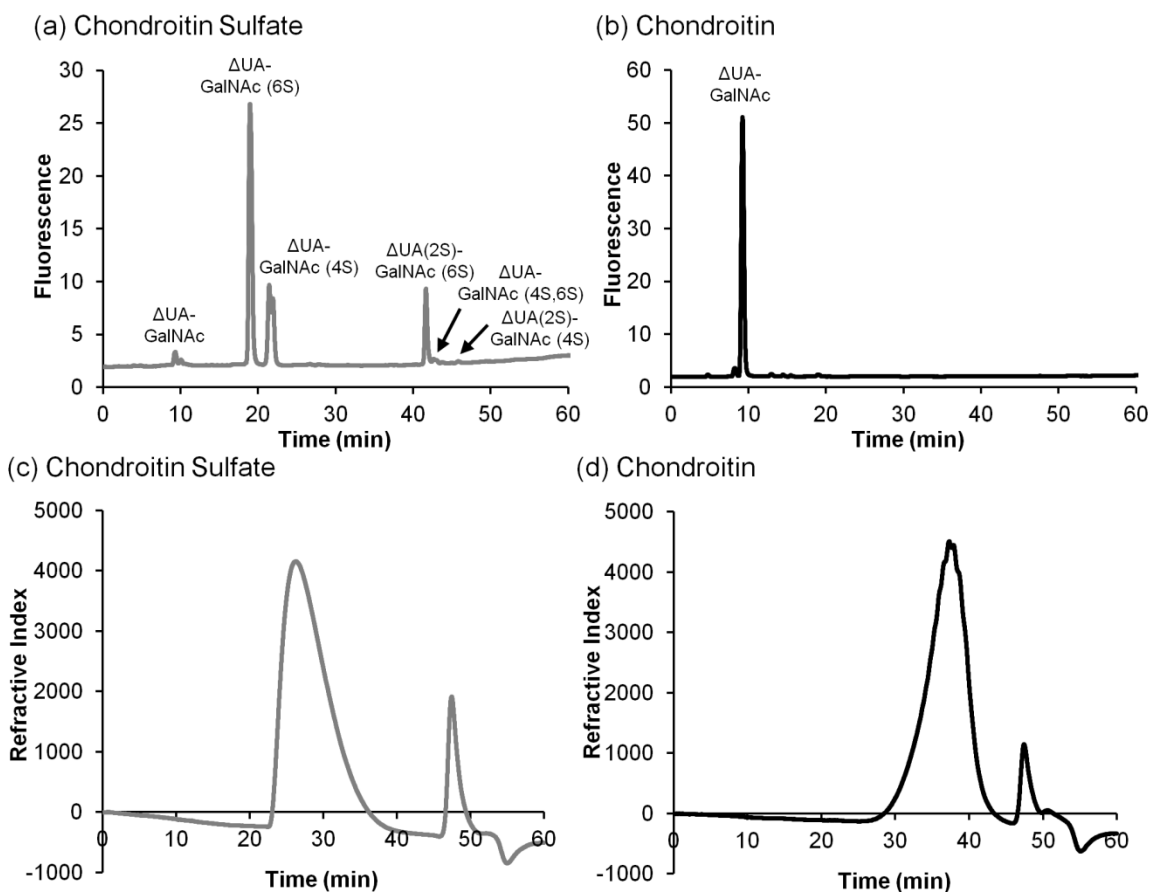 (a) Chondroitin Sulfate
ΔUA-
GalNAc (6S)
ΔUA-
GalNAc (4S)
ΔUA-
GalNAc
ΔUA(2S)-
GalNAc (6S)
ΔUA-
GalNAc (4S,6S)
ΔUA(2S)-
GalNAc (4S)
Fluorescence
30
25
20
15
10
5
0
0 10 20 30 40 50 60
Time (min)
(b) Chondroitin
ΔUA-
GalNAc
Fluorescence
60
50
40
30
20
10
0
0 10 20 30 40 50 60
Time (min)
(c) Chondroitin Sulfate
Refractive Index
5000
4000
3000
2000
1000
0
-1000
0 10 20 30 40 50 60
Time (min)
(d) Chondroitin
Refractive Index
5000
4000
3000
2000
1000
0
-1000
0 10 20 30 40 50 60
Time (min)